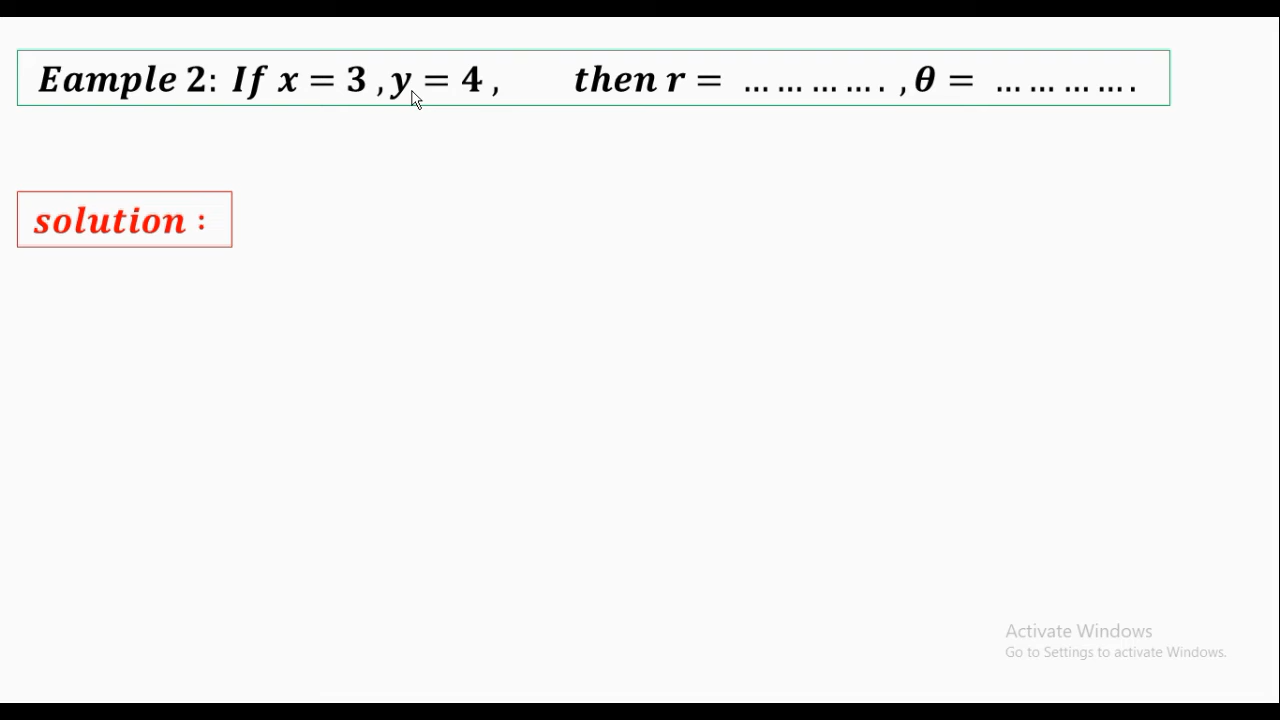 Eample 2: If x = 3 , y = 4 , then r = … … … … . , θ = … … … … .
solution :
Activate Windows
Go to Settings to activate Windows.